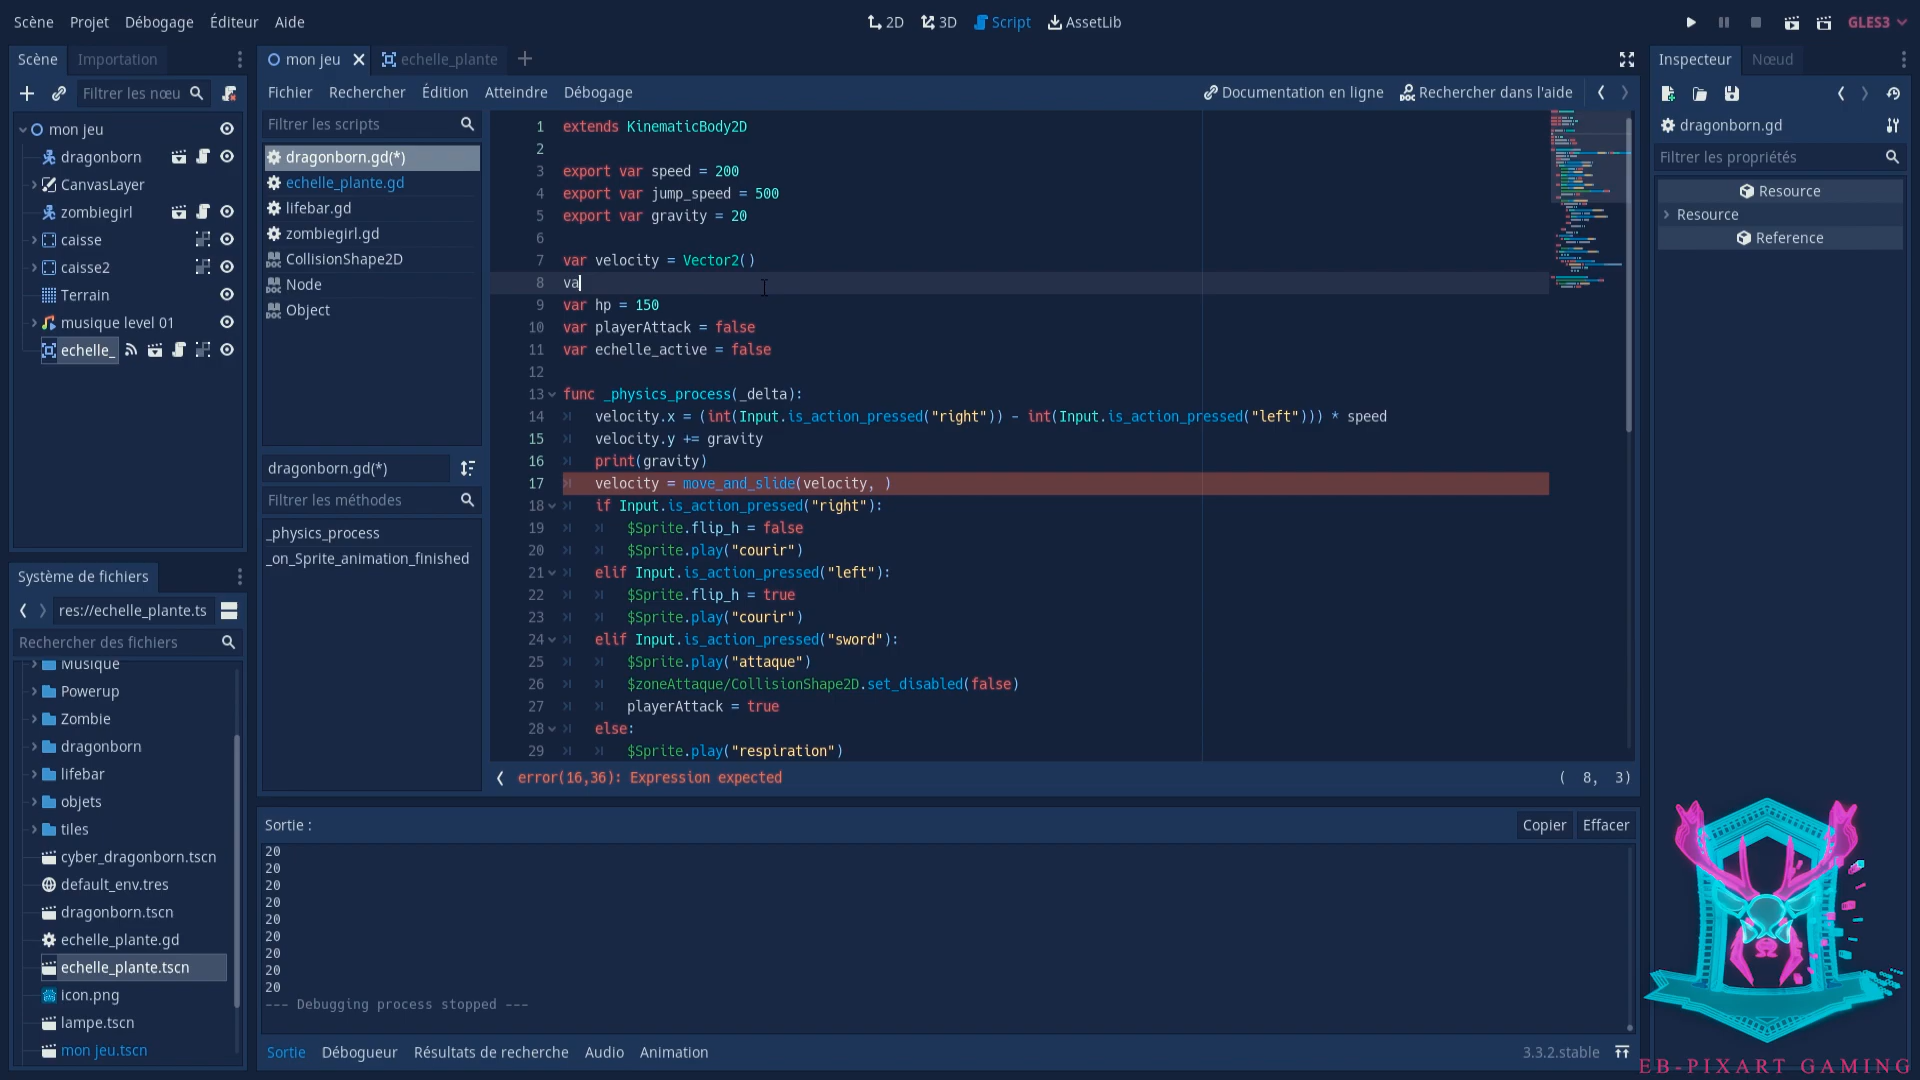 Scène Projet Débogage Éditeur Aide
2D 3D Script AssetLib
GLES3
Scène Importation
Filtrer les nœu
mon jeu
dragonborn
CanvasLayer
zombiegirl
caisse
caisse2
Terrain
musique level 01
echelle_
Système de fichiers
res://echelle_plante.ts
Rechercher des fichiers
Musique
Powerup
Zombie
dragonborn
lifebar
objets
tiles
cyber_dragonborn.tscn
default_env.tres
dragonborn.tscn
echelle_plante.gd
echelle_plante.tscn
icon.png
lampe.tscn
mon jeu.tscn
mon jeu echelle_plante
Fichier Rechercher Édition Atteindre Débogage
Documentation en ligne Rechercher dans l'aide
Filtrer les scripts
dragonborn.gd(*)
echelle_plante.gd
lifebar.gd
zombiegirl.gd
CollisionShape2D
Node
Object
dragonborn.gd(*)
Filtrer les méthodes
_physics_process
_on_Sprite_animation_finished
1 extends KinematicBody2D
2
3 export var speed = 200
4 export var jump_speed = 500
5 export var gravity = 20
6
7 var velocity = Vector2()
8 va
9 var hp = 150
10 var playerAttack = false
11 var echelle_active = false
12
13 func _physics_process(_delta):
14 velocity.x = (int(Input.is_action_pressed("right")) - int(Input.is_action_pressed("left"))) * speed
15 velocity.y += gravity
16 print(gravity)
17 velocity = move_and_slide(velocity, )
18 if Input.is_action_pressed("right"):
19 $Sprite.flip_h = false
20 $Sprite.play("courir")
21 elif Input.is_action_pressed("left"):
22 $Sprite.flip_h = true
23 $Sprite.play("courir")
24 elif Input.is_action_pressed("sword"):
25 $Sprite.play("attaque")
26 $zoneAttaque/CollisionShape2D.set_disabled(false)
27 playerAttack = true
28 else:
29 $Sprite.play("respiration")
error(16,36): Expression expected ( 8, 3)
Sortie : Copier Effacer
20
20
20
20
20
20
20
20
20
--- Debugging process stopped ---
Sortie Débogueur Résultats de recherche Audio Animation 3.3.2.stable
Inspecteur Nœud
dragonborn.gd
Filtrer les propriétés
Resource
Resource
Reference
EB-PIXART GAMING